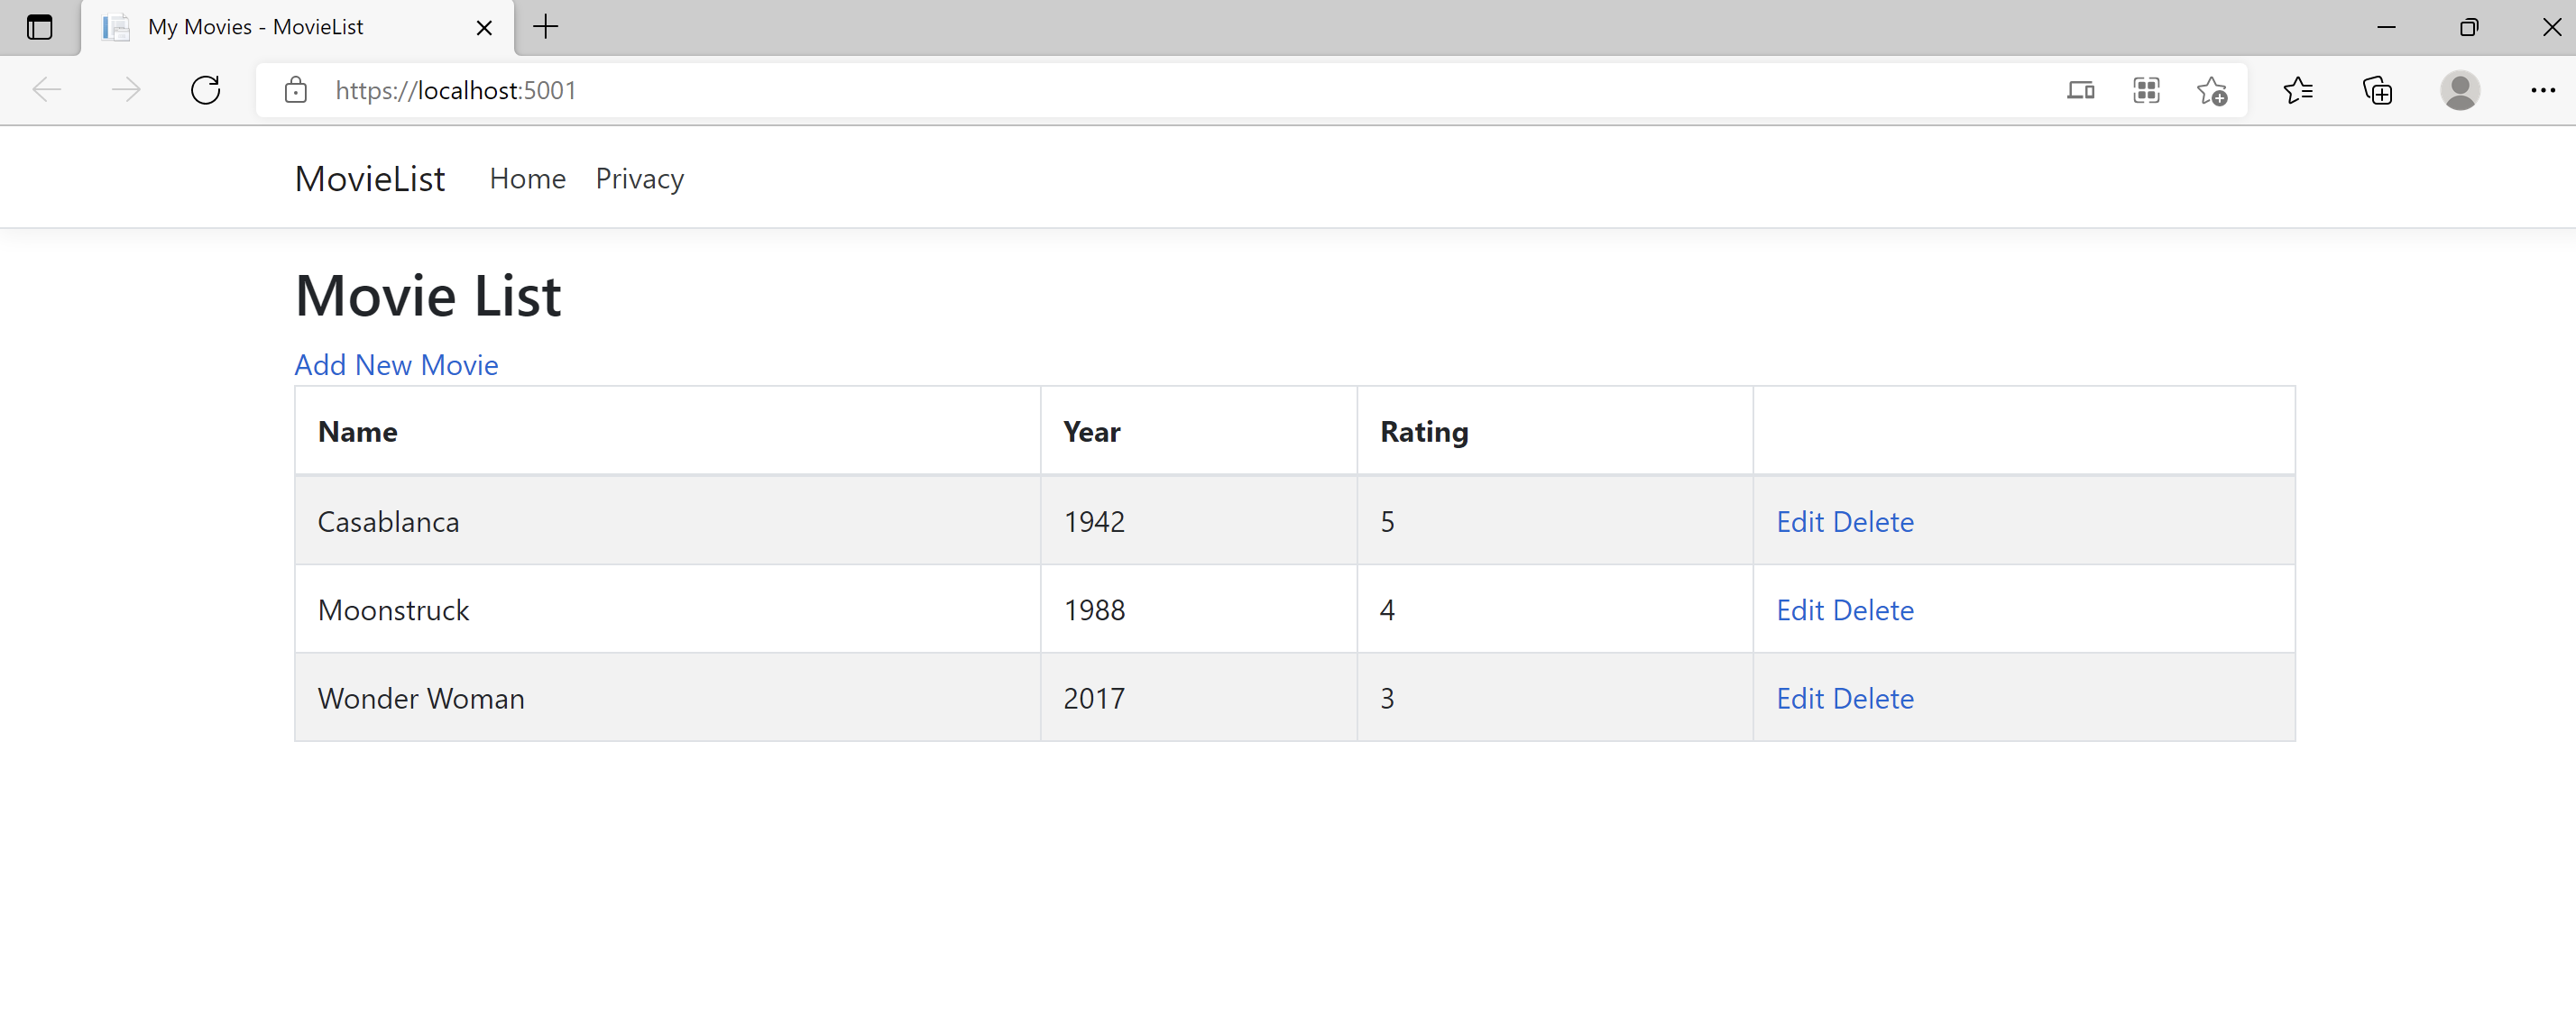 My Movies - MovieList
https://localhost:5001
MovieList Home Privacy
Movie List
Add New Movie
Name Year Rating
Casablanca 1942 5 Edit Delete
Moonstruck 1988 4 Edit Delete
Wonder Woman 2017 3 Edit Delete